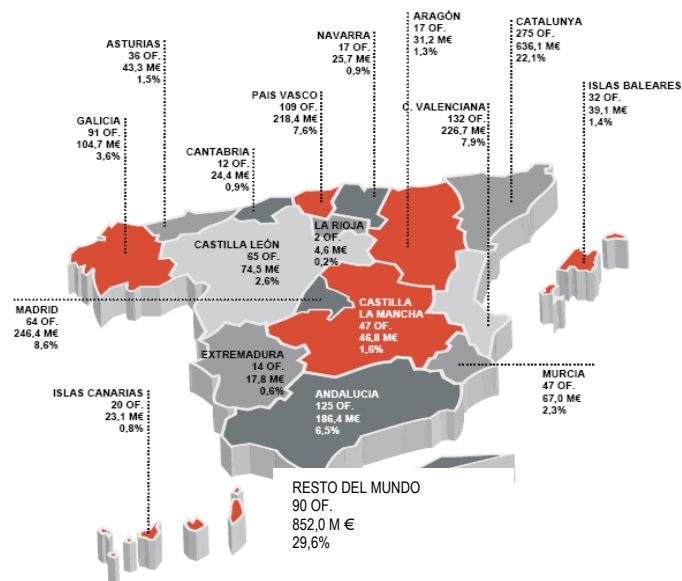 ARAGÓN
17 OF.
31,2 M€
1,3%
CATALUNYA
275 OF.
636,1 M€
22,1%
NAVARRA
17 OF.
25,7 M€
0,9%
ASTURIAS
36 OF.
43,3 M€
1,5%
ISLAS BALEARES
32 OF.
39,1 M€
1,4%
PAIS VASCO
109 OF.
218,4 M€
7,6%
C. VALENCIANA
132 OF.
226,7 M€
7,9%
GALICIA
91 OF.
104,7 M€
3,6%
CANTABRIA
12 OF.
24,4 M€
0,9%
LA RIOJA
2 OF.
4,6 M€
0,2%
CASTILLA LEÓN
65 OF.
74,5 M€
2,6%
MADRID
64 OF.
246,4 M€
8,6%
CASTILLA
LA MANCHA
47 OF.
46,8 M€
1,6%
EXTREMADURA
14 OF.
17,8 M€
0,6%
MURCIA
47 OF.
67,0 M€
2,3%
ANDALUCIA
125 OF.
186,4 M€
6,5%
ISLAS CANARIAS
20 OF.
23,1 M€
0,8%
RESTO DEL MUNDO
90 OF.
852,0 M €
29,6%